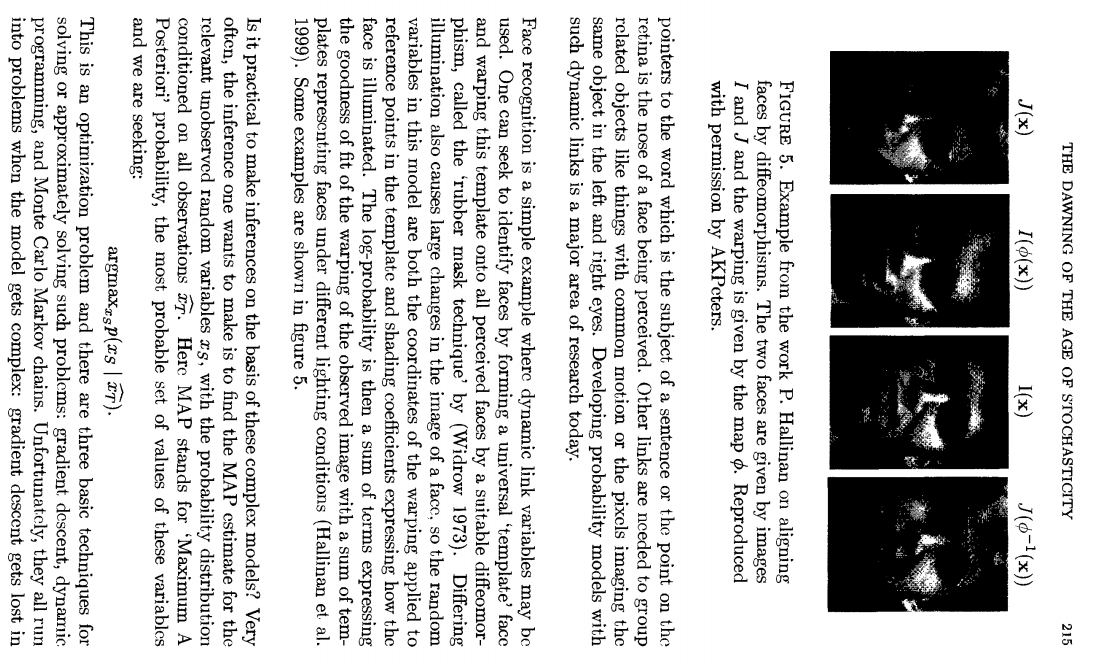 THE DAWNING OF THE AGE OF STOCHASTICITY 215
J(x) I(ϕ(x)) I(x) J(ϕ⁻¹(x))
FIGURE 5. Example from the work P. Hallinan on aligning
faces by diffeomorphisms. The two faces are given by images
I and J and the warping is given by the map ϕ. Reproduced
with permission by AKPeters.
pointers to the word which is the subject of a sentence or the point on the
retina is the nose of a face being perceived. Other links are needed to group
related objects like things with common motion or the pixels imaging the
same object in the left and right eyes. Developing probability models with
such dynamic links is a major area of research today.
Face recognition is a simple example where dynamic link variables may be
used. One can seek to identify faces by forming a universal 'template' face
and warping this template onto all perceived faces by a suitable diffeomor-
phism, called the 'rubber mask technique' by (Widrow 1973). Differing
illumination also causes large changes in the image of a face, so the random
variables in this model are both the coordinates of the warping applied to
reference points in the template and shading coefficients expressing how the
face is illuminated. The log-probability is then a sum of terms expressing
the goodness of fit of the warping of the observed image with a sum of tem-
plates representing faces under different lighting conditions (Hallinan et al.
1999). Some examples are shown in figure 5.
Is it practical to make inferences on the basis of these complex models? Very
often, the inference one wants to make is to find the MAP estimate for the
relevant unobserved random variables x_S, with the probability distribution
conditioned on all observations x̂_T. Here MAP stands for 'Maximum A
Posteriori' probability, the most probable set of values of these variables
and we are seeking:
argmax_{x_S} p(x_S | x̂_T).
This is an optimization problem and there are three basic techniques for
solving or approximately solving such problems: gradient descent, dynamic
programming, and Monte Carlo Markov chains. Unfortunately, they all run
into problems when the model gets complex: gradient descent gets lost in